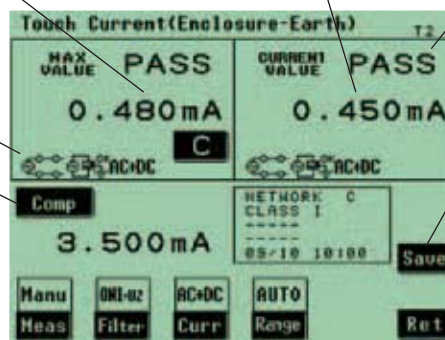 Touch Current(Enclosure-Earth)
T2
MAX VALUE PASS
0.480mA
C
AC+DC
CURRENT VALUE PASS
0.450mA
AC+DC
Comp
3.500mA
NETWORK C
CLASS I
-----
-----
09/10 10:00
Save
Manu
AC+DC
AUTO
Meas
Filter
Curr
Range
Ret